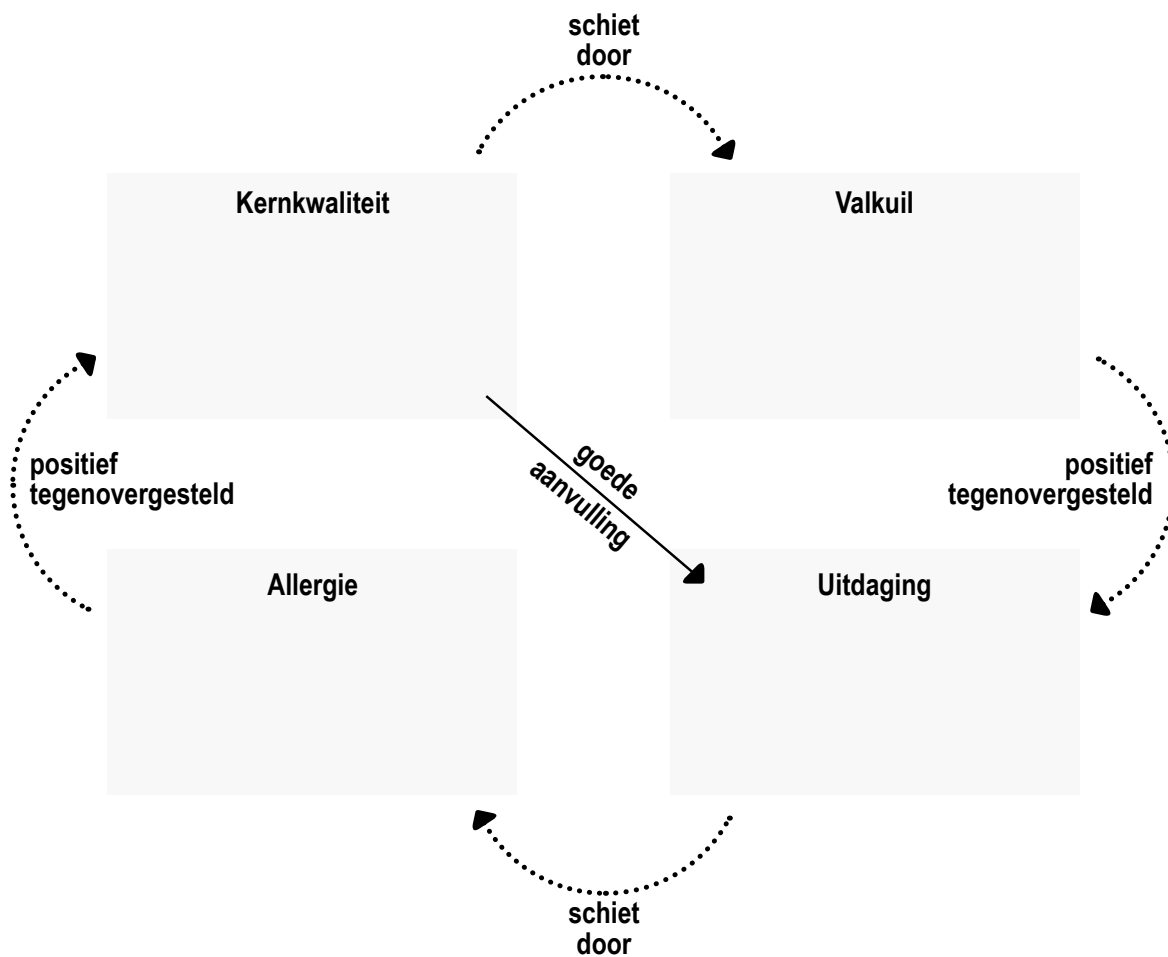 schiet
door
Kernkwaliteit
Valkuil
positief
tegenovergesteld
goede
aanvulling
positief
tegenovergesteld
Allergie
Uitdaging
schiet
door